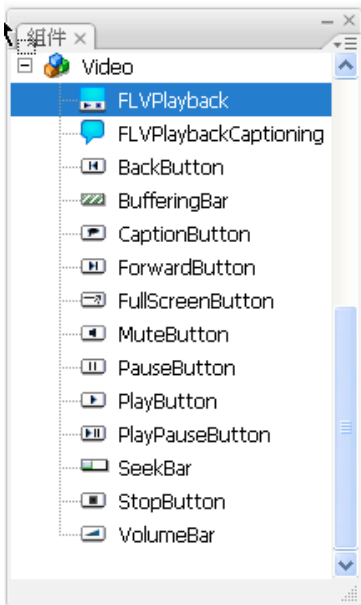 組件
Video
FLVPlayback
FLVPlaybackCaptioning
BackButton
BufferingBar
CaptionButton
ForwardButton
FullScreenButton
MuteButton
PauseButton
PlayButton
PlayPauseButton
SeekBar
StopButton
VolumeBar